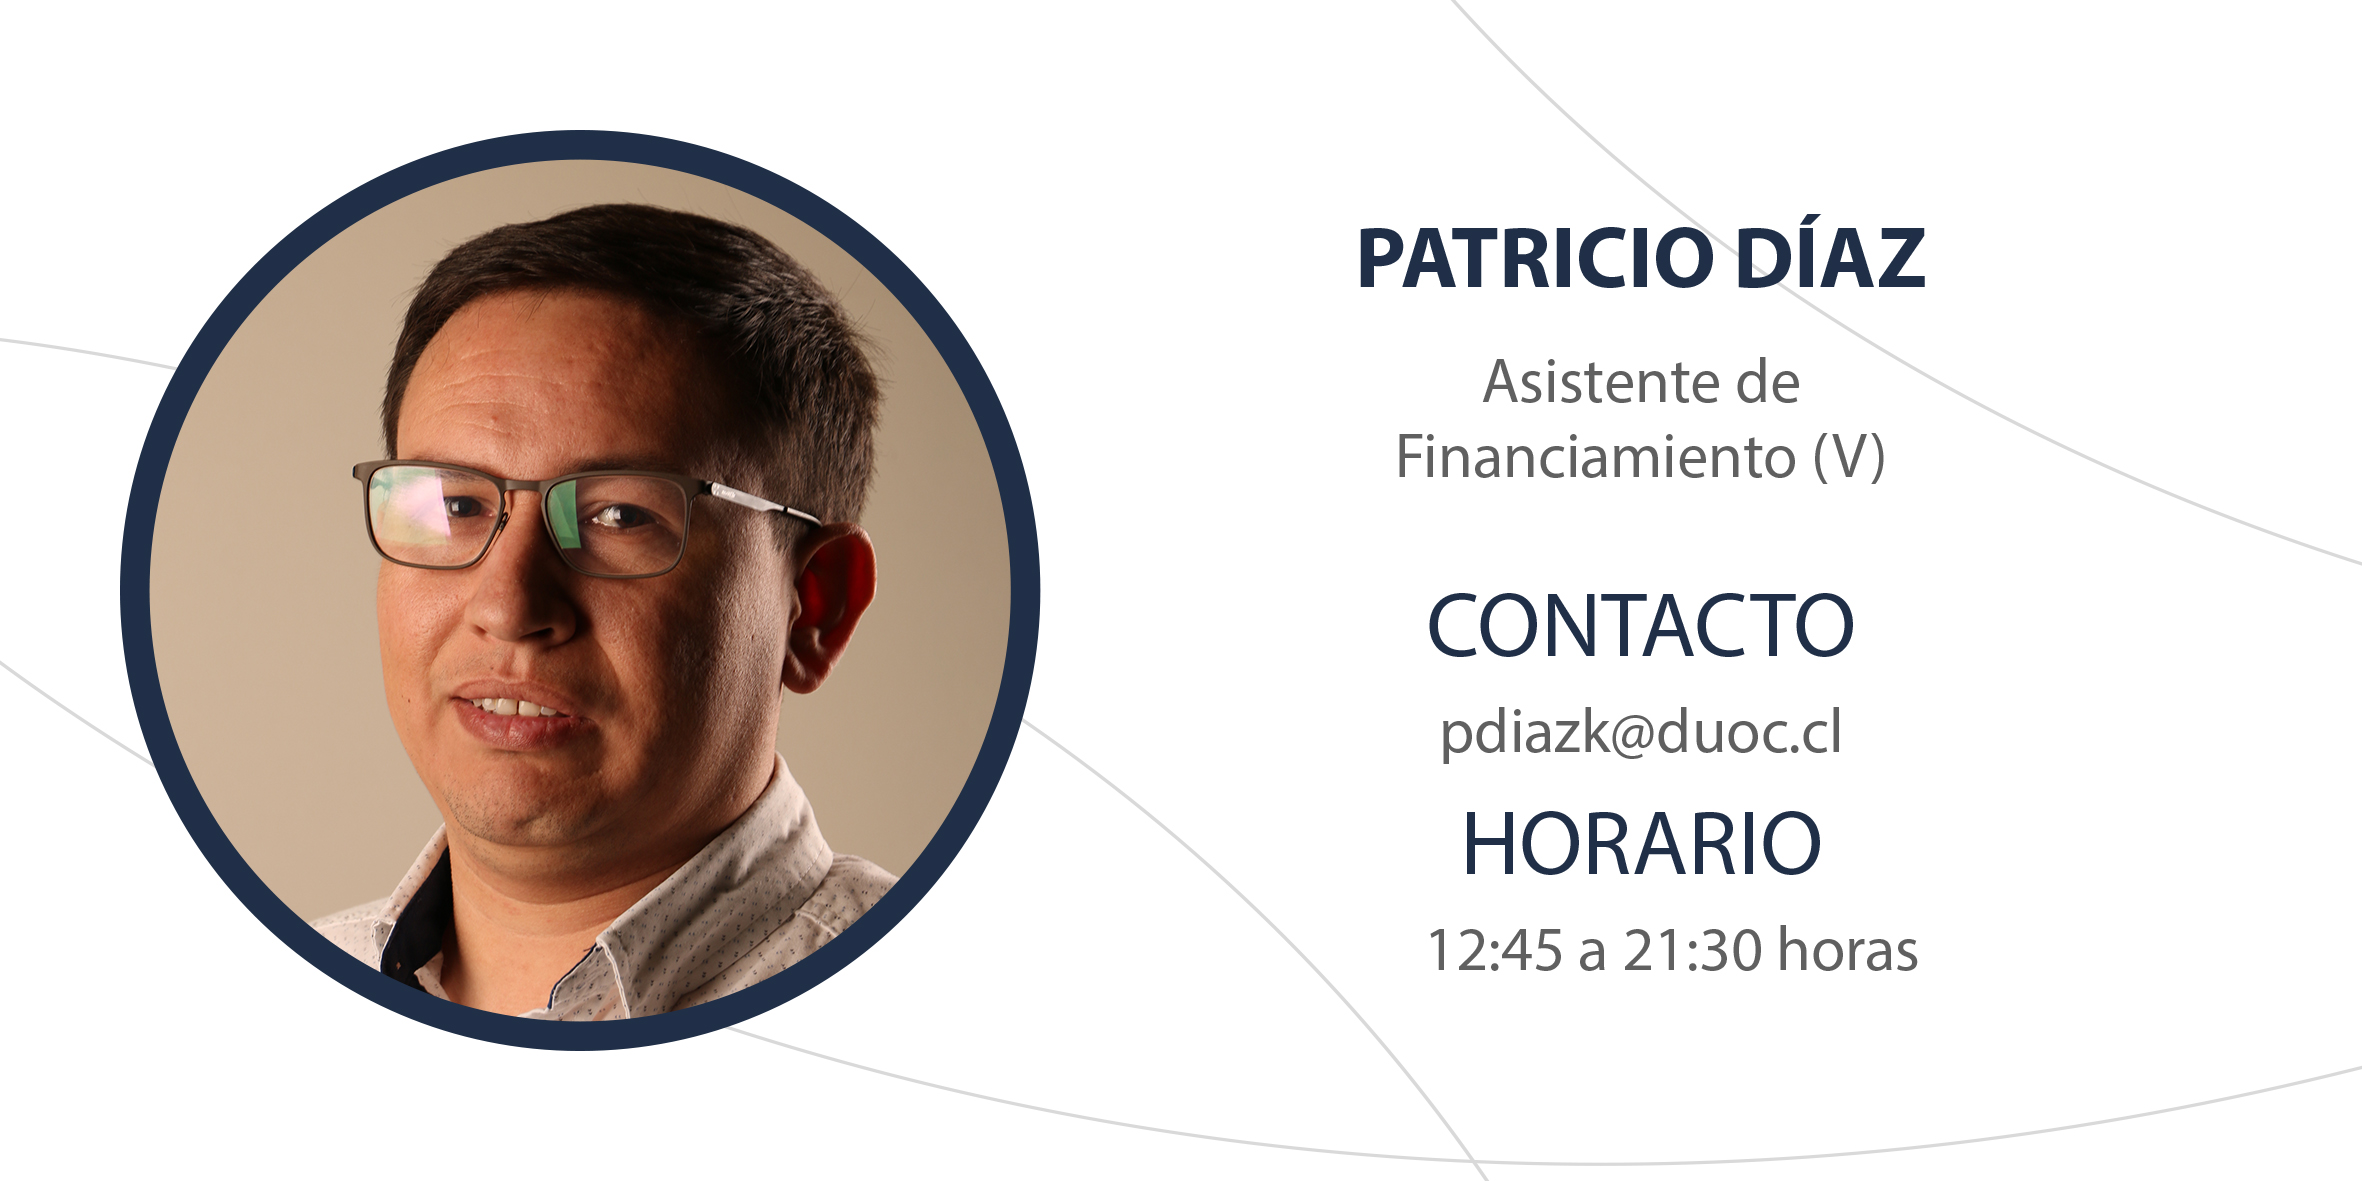 PATRICIO DÍAZ
Asistente de
Financiamiento (V)
CONTACTO
pdiazk@duoc.cl
HORARIO
12:45 a 21:30 horas